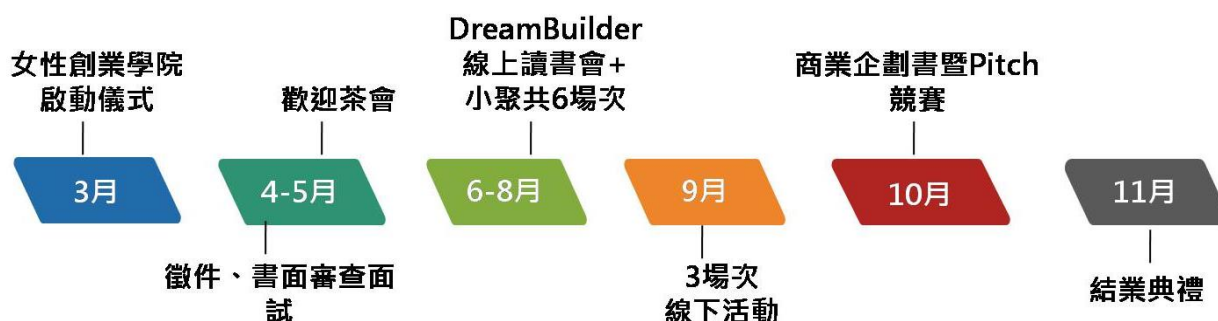 女性創業學院
啟動儀式
歡迎茶會
DreamBuilder
線上讀書會+
小聚共6場次
商業企劃書暨Pitch
競賽
3月
4-5月
6-8月
9月
10月
11月
徵件、書面審查面
試
3場次
線下活動
結業典禮